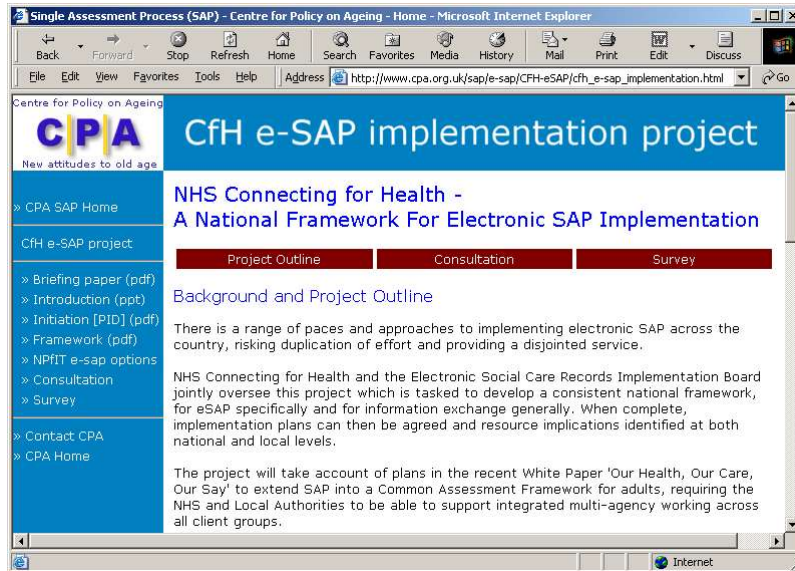 Single Assessment Process (SAP) - Centre for Policy on Ageing - Home - Microsoft Internet Explorer
Back Forward Stop Refresh Home Search Favorites Media History Mail Print Edit Discuss
File Edit View Favorites Tools Help Address http://www.cpa.org.uk/sap/e-sap/CFH-eSAP/cfh_e-sap_implementation.html Go
Centre for Policy on Ageing
CPA
New attitudes to old age
CfH e-SAP implementation project
» CPA SAP Home
CfH e-SAP project
» Briefing paper (pdf)
» Introduction (ppt)
» Initiation [PID] (pdf)
» Framework (pdf)
» NPfIT e-sap options
» Consultation
» Survey
» Contact CPA
» CPA Home
NHS Connecting for Health -
A National Framework For Electronic SAP Implementation
Project Outline Consultation Survey
Background and Project Outline
There is a range of paces and approaches to implementing electronic SAP across the
country, risking duplication of effort and providing a disjointed service.
NHS Connecting for Health and the Electronic Social Care Records Implementation Board
jointly oversee this project which is tasked to develop a consistent national framework,
for eSAP specifically and for information exchange generally. When complete,
implementation plans can then be agreed and resource implications identified at both
national and local levels.
The project will take account of plans in the recent White Paper 'Our Health, Our Care,
Our Say' to extend SAP into a Common Assessment Framework for adults, requiring the
NHS and Local Authorities to be able to support integrated multi-agency working across
all client groups.
Internet